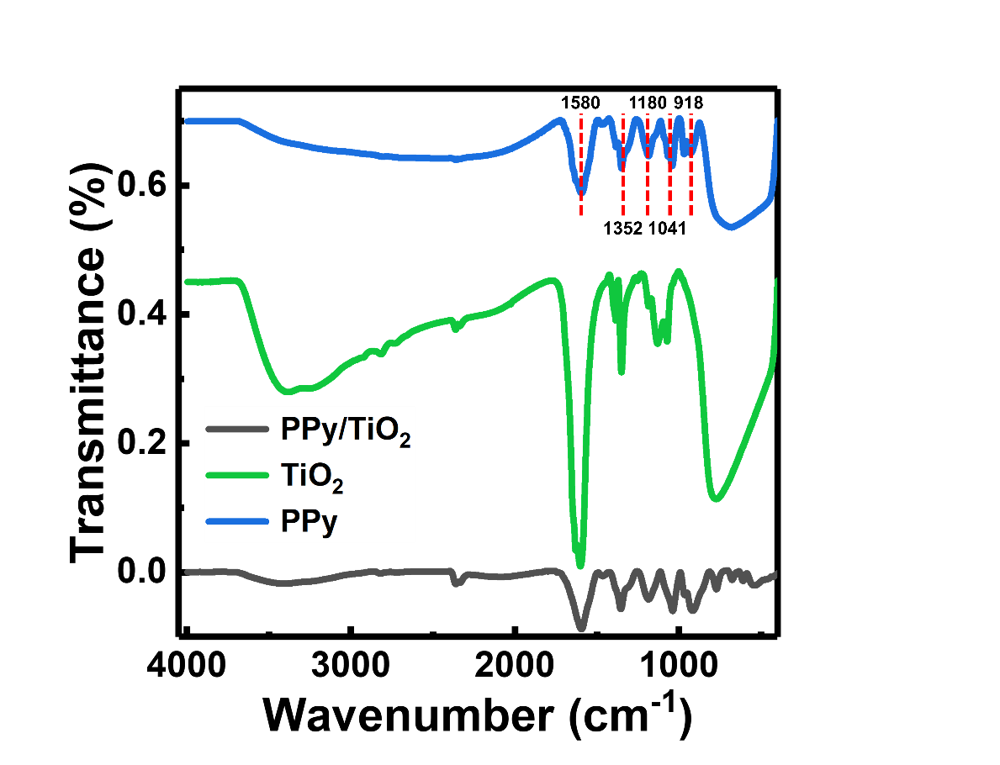 1580 1180 918
1352 1041
0.6
0.4
0.2
0.0
Transmittance (%)
PPy/TiO₂
TiO₂
PPy
4000 3000 2000 1000
Wavenumber (cm⁻¹)